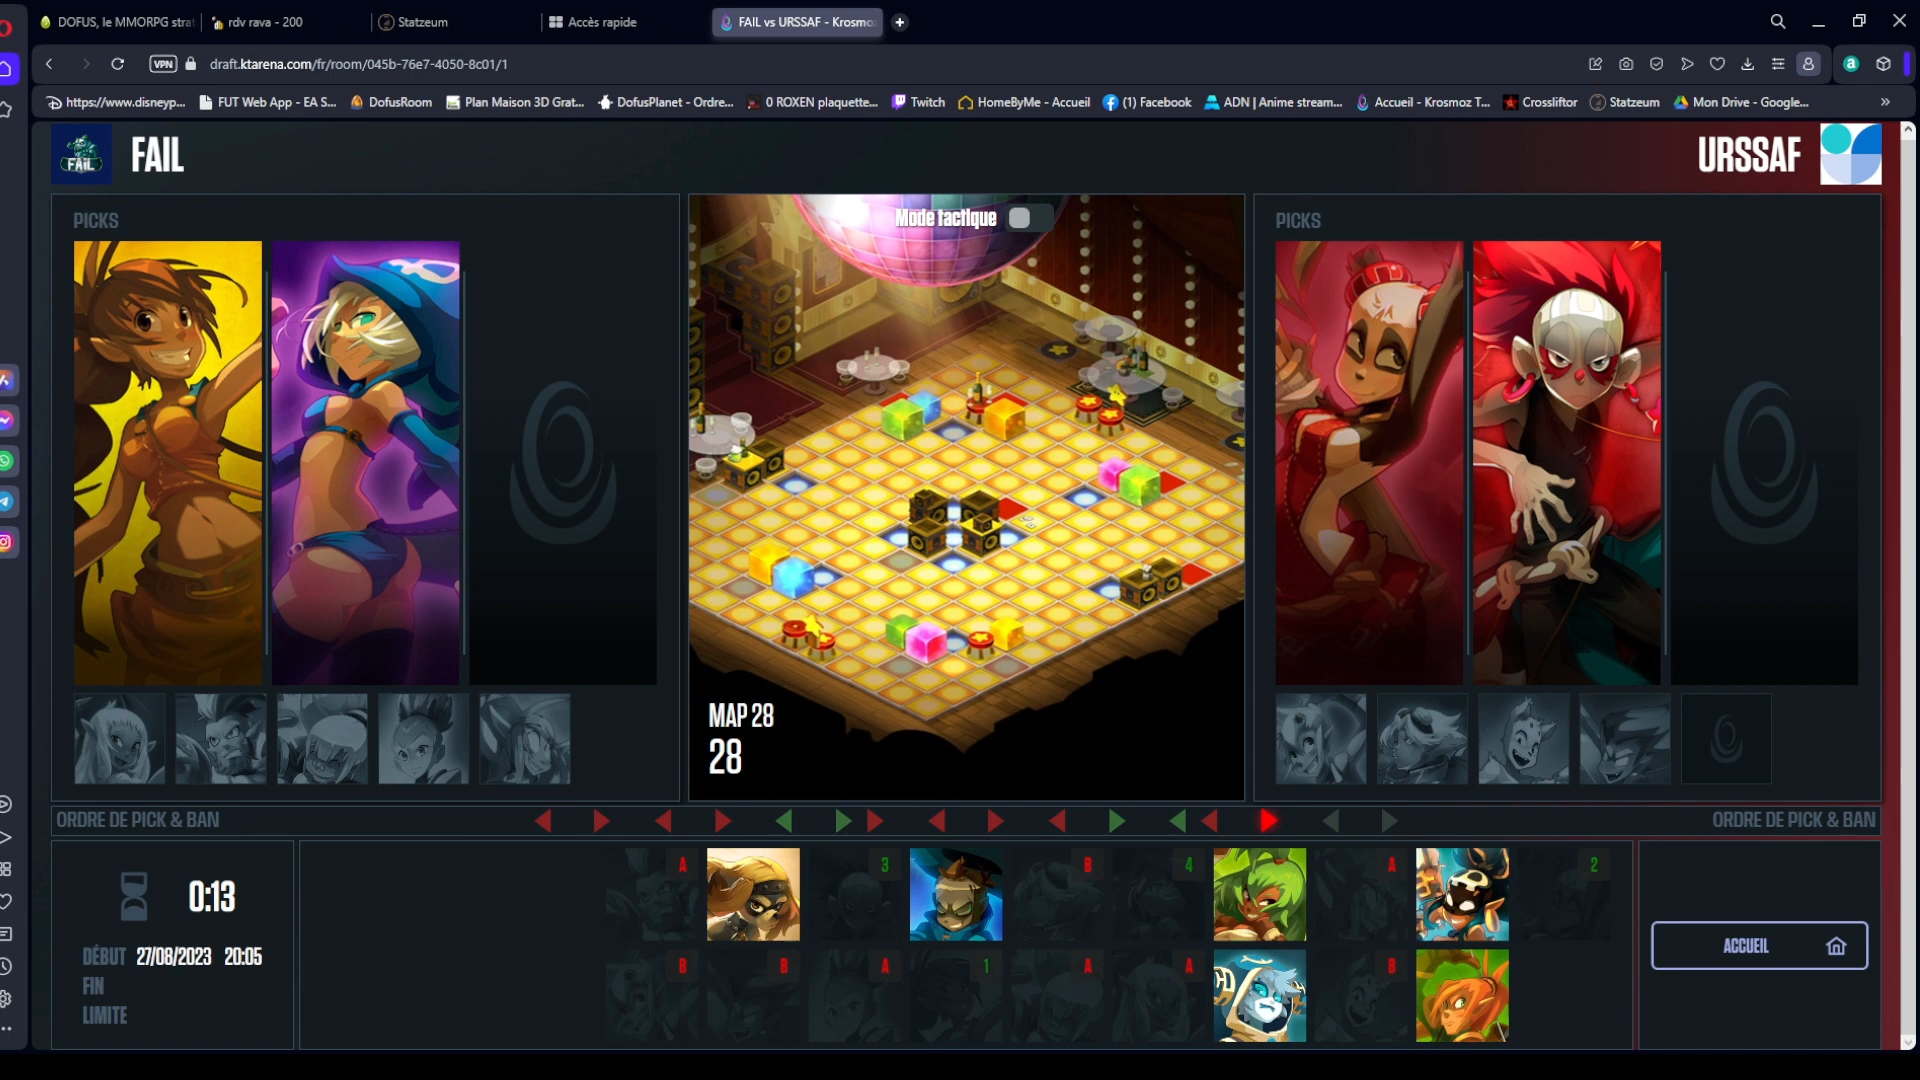 DOFUS, le MMORPG strat
rdv rava - 200
Statzeum
Accès rapide
FAIL vs URSSAF - Krosmoz
VPN
draft.ktarena.com/fr/room/045b-76e7-4050-8c01/1
https://www.disneyp...
FUT Web App - EA S...
DofusRoom
Plan Maison 3D Grat...
DofusPlanet - Ordre...
0 ROXEN plaquette...
Twitch
HomeByMe - Accueil
(1) Facebook
ADN | Anime stream...
Accueil - Krosmoz T...
Crossliftor
Statzeum
Mon Drive - Google...
FAIL
FAIL
URSSAF
PICKS
Mode tactique
PICKS
MAP 28
28
ORDRE DE PICK & BAN
ORDRE DE PICK & BAN
0:13
DÉBUT 27/08/2023 20:05
FIN
LIMITE
A
3
B
4
A
2
B
B
A
1
A
A
B
ACCUEIL